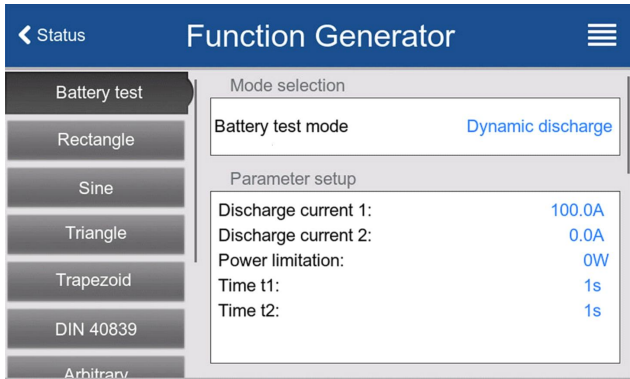 Status
Function Generator
Battery test
Rectangle
Sine
Triangle
Trapezoid
DIN 40839
Arbitrary
Mode selection
Battery test mode Dynamic discharge
Parameter setup
Discharge current 1: 100.0A
Discharge current 2: 0.0A
Power limitation: 0W
Time t1: 1s
Time t2: 1s